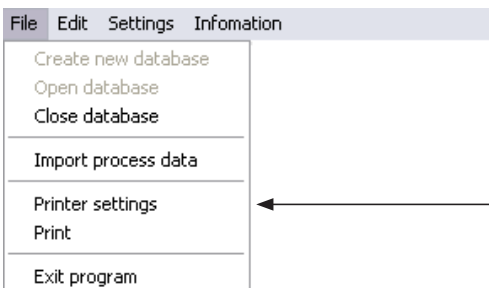 File Edit Settings Infomation
Create new database
Open database
Close database
Import process data
Printer settings
Print
Exit program